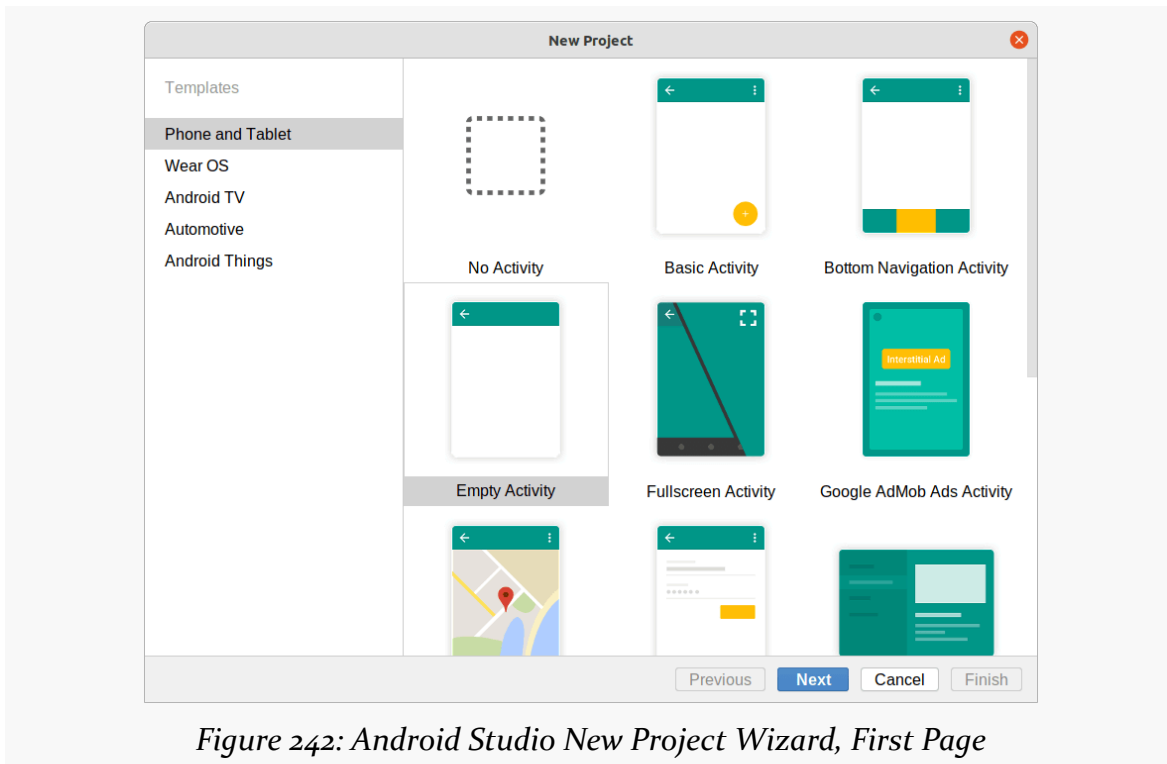 New Project
Templates
Phone and Tablet
Wear OS
Android TV
Automotive
Android Things
No Activity
Basic Activity
Bottom Navigation Activity
Interstitial Ad
Empty Activity
Fullscreen Activity
Google AdMob Ads Activity
Previous
Next
Cancel
Finish
Figure 242: Android Studio New Project Wizard, First Page